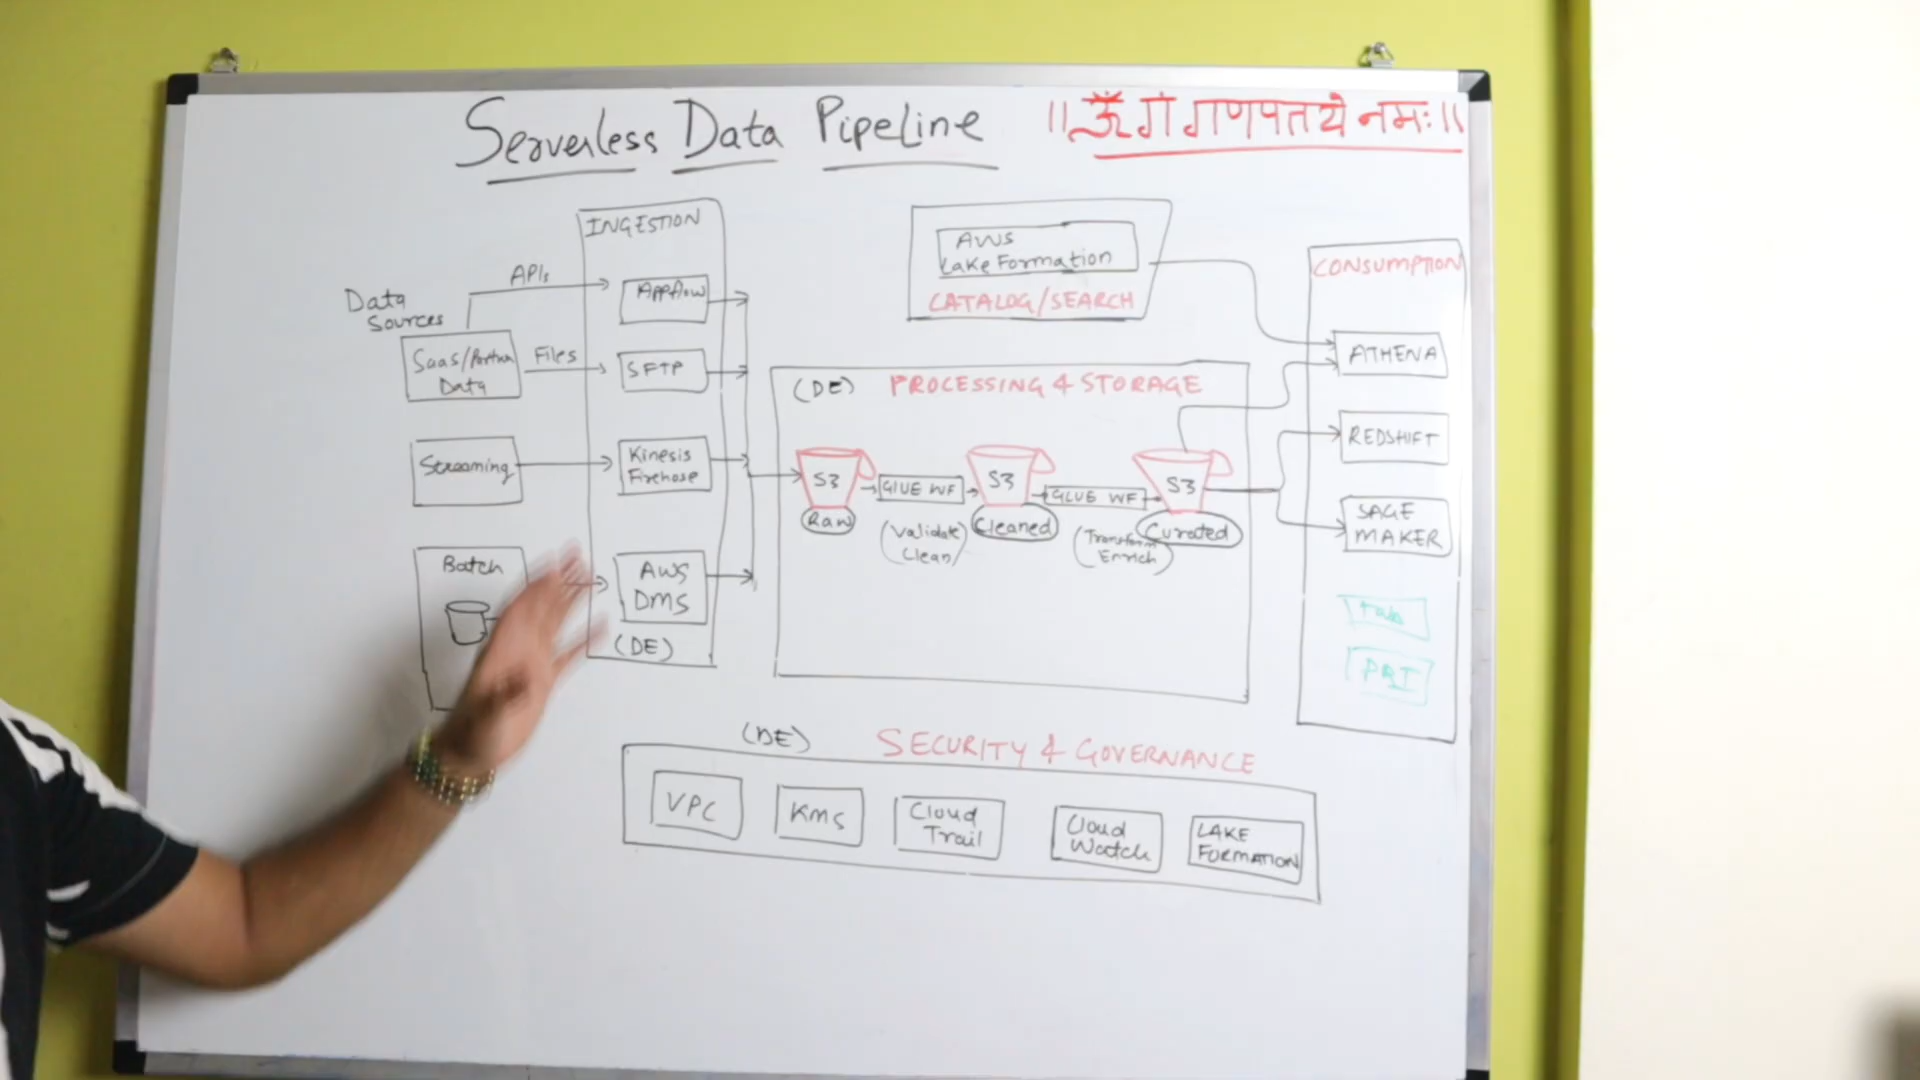 Serverless Data Pipeline
|| ॐ गं गणपतये नमः ||
INGESTION
Data
Sources
APIs
Appflow
Saas/
Data
Files
SFTP
Streaming
Kinesis
Firehose
Batch
AWS
DMS
(DE)
AWS
Lake Formation
CATALOG/SEARCH
(DE) PROCESSING & STORAGE
S3
Raw
GLUE WF
(Validate
Clean)
S3
Cleaned
GLUE WF
(Transform
Enrich)
S3
Curated
CONSUMPTION
ATHENA
REDSHIFT
SAGE
MAKER
(DE) SECURITY & GOVERNANCE
VPC
KMS
Cloud
Trail
Cloud
Watch
LAKE
FORMATION